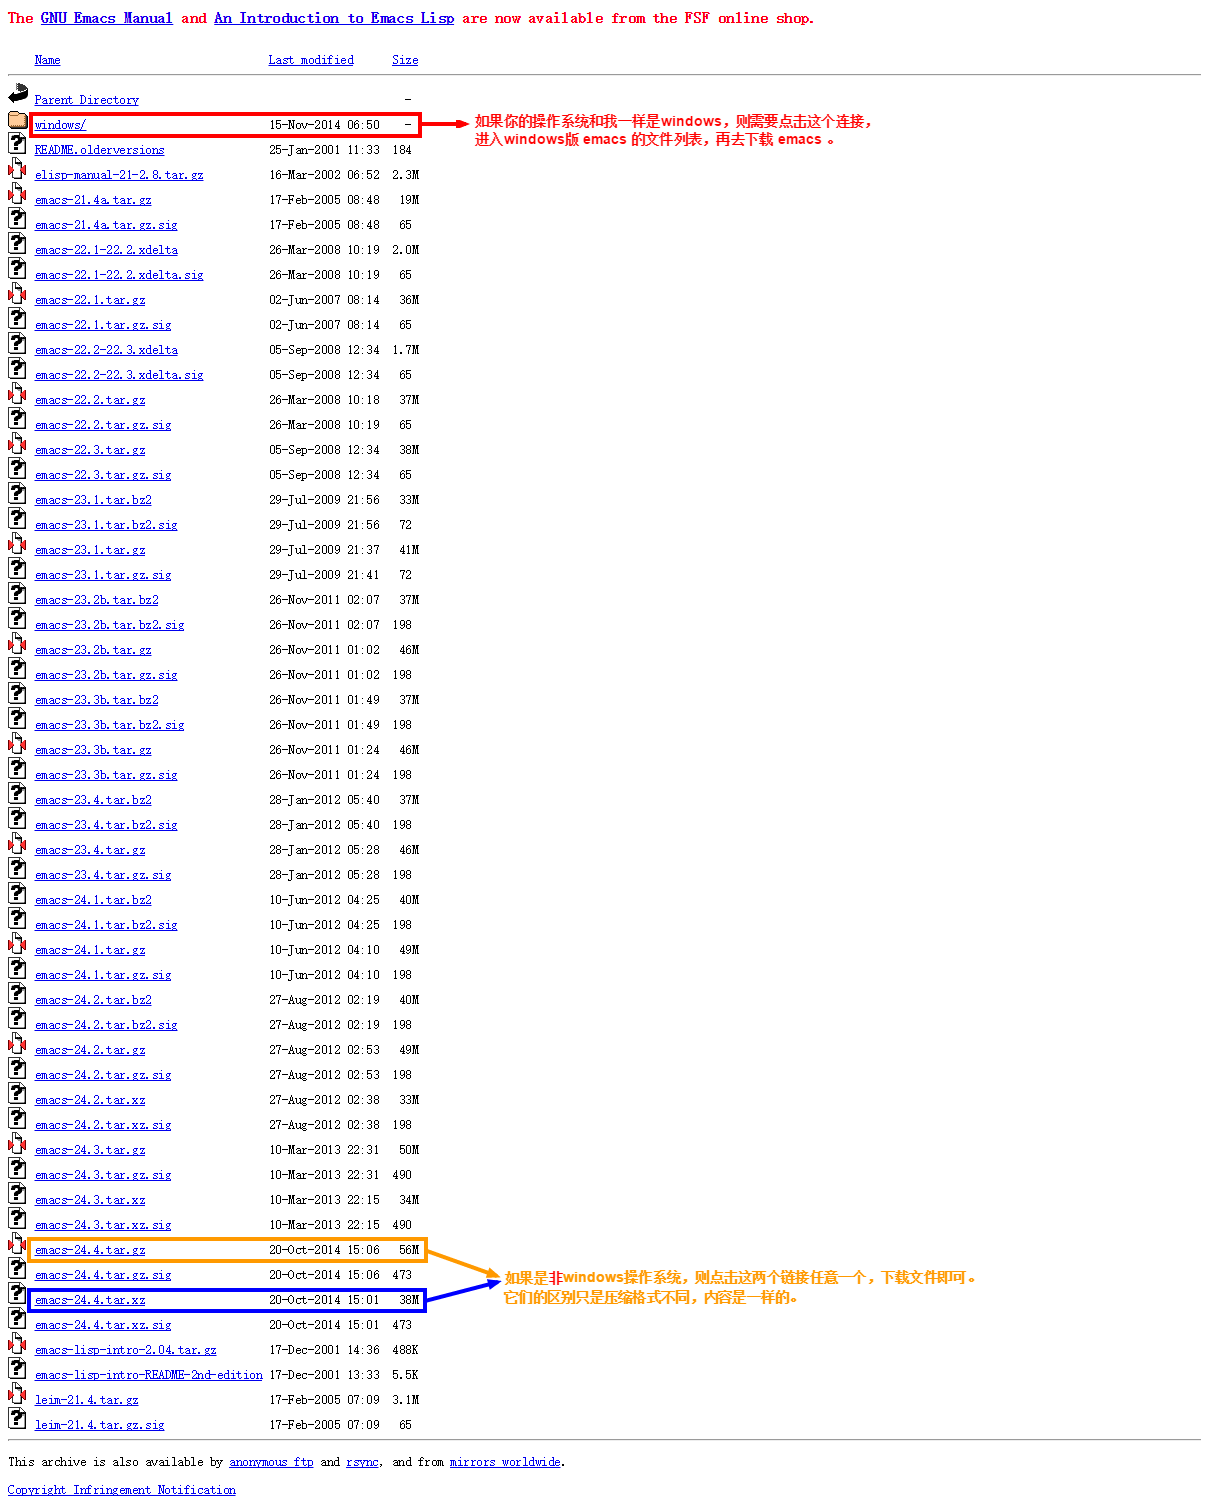 The GNU Emacs Manual and An Introduction to Emacs Lisp are now available from the FSF online shop.
Name Last modified Size
Parent Directory -
windows/ 15-Nov-2014 06:50 - 如果你的操作系统和我一样是windows，则需要点击这个连接，
进入windows版 emacs 的文件列表，再去下载 emacs 。
README.olderversions 25-Jan-2001 11:33 184
elisp-manual-21-2.8.tar.gz 16-Mar-2002 06:52 2.3M
emacs-21.4a.tar.gz 17-Feb-2005 08:48 19M
emacs-21.4a.tar.gz.sig 17-Feb-2005 08:48 65
emacs-22.1-22.2.xdelta 26-Mar-2008 10:19 2.0M
emacs-22.1-22.2.xdelta.sig 26-Mar-2008 10:19 65
emacs-22.1.tar.gz 02-Jun-2007 08:14 36M
emacs-22.1.tar.gz.sig 02-Jun-2007 08:14 65
emacs-22.2-22.3.xdelta 05-Sep-2008 12:34 1.7M
emacs-22.2-22.3.xdelta.sig 05-Sep-2008 12:34 65
emacs-22.2.tar.gz 26-Mar-2008 10:18 37M
emacs-22.2.tar.gz.sig 26-Mar-2008 10:19 65
emacs-22.3.tar.gz 05-Sep-2008 12:34 38M
emacs-22.3.tar.gz.sig 05-Sep-2008 12:34 65
emacs-23.1.tar.bz2 29-Jul-2009 21:56 33M
emacs-23.1.tar.bz2.sig 29-Jul-2009 21:56 72
emacs-23.1.tar.gz 29-Jul-2009 21:37 41M
emacs-23.1.tar.gz.sig 29-Jul-2009 21:41 72
emacs-23.2b.tar.bz2 26-Nov-2011 02:07 37M
emacs-23.2b.tar.bz2.sig 26-Nov-2011 02:07 198
emacs-23.2b.tar.gz 26-Nov-2011 01:02 46M
emacs-23.2b.tar.gz.sig 26-Nov-2011 01:02 198
emacs-23.3b.tar.bz2 26-Nov-2011 01:49 37M
emacs-23.3b.tar.bz2.sig 26-Nov-2011 01:49 198
emacs-23.3b.tar.gz 26-Nov-2011 01:24 46M
emacs-23.3b.tar.gz.sig 26-Nov-2011 01:24 198
emacs-23.4.tar.bz2 28-Jan-2012 05:40 37M
emacs-23.4.tar.bz2.sig 28-Jan-2012 05:40 198
emacs-23.4.tar.gz 28-Jan-2012 05:28 46M
emacs-23.4.tar.gz.sig 28-Jan-2012 05:28 198
emacs-24.1.tar.bz2 10-Jun-2012 04:25 40M
emacs-24.1.tar.bz2.sig 10-Jun-2012 04:25 198
emacs-24.1.tar.gz 10-Jun-2012 04:10 49M
emacs-24.1.tar.gz.sig 10-Jun-2012 04:10 198
emacs-24.2.tar.bz2 27-Aug-2012 02:19 40M
emacs-24.2.tar.bz2.sig 27-Aug-2012 02:19 198
emacs-24.2.tar.gz 27-Aug-2012 02:53 49M
emacs-24.2.tar.gz.sig 27-Aug-2012 02:53 198
emacs-24.2.tar.xz 27-Aug-2012 02:38 33M
emacs-24.2.tar.xz.sig 27-Aug-2012 02:38 198
emacs-24.3.tar.gz 10-Mar-2013 22:31 50M
emacs-24.3.tar.gz.sig 10-Mar-2013 22:31 490
emacs-24.3.tar.xz 10-Mar-2013 22:15 34M
emacs-24.3.tar.xz.sig 10-Mar-2013 22:15 490
emacs-24.4.tar.gz 20-Oct-2014 15:06 56M
emacs-24.4.tar.gz.sig 20-Oct-2014 15:06 473 如果是非windows操作系统，则点击这两个链接任意一个，下载文件即可。
emacs-24.4.tar.xz 20-Oct-2014 15:01 38M 它们的区别只是压缩格式不同，内容是一样的。
emacs-24.4.tar.xz.sig 20-Oct-2014 15:01 473
emacs-lisp-intro-2.04.tar.gz 17-Dec-2001 14:36 488K
emacs-lisp-intro-README-2nd-edition 17-Dec-2001 13:33 5.5K
leim-21.4.tar.gz 17-Feb-2005 07:09 3.1M
leim-21.4.tar.gz.sig 17-Feb-2005 07:09 65
This archive is also available by anonymous ftp and rsync, and from mirrors worldwide.
Copyright Infringement Notification